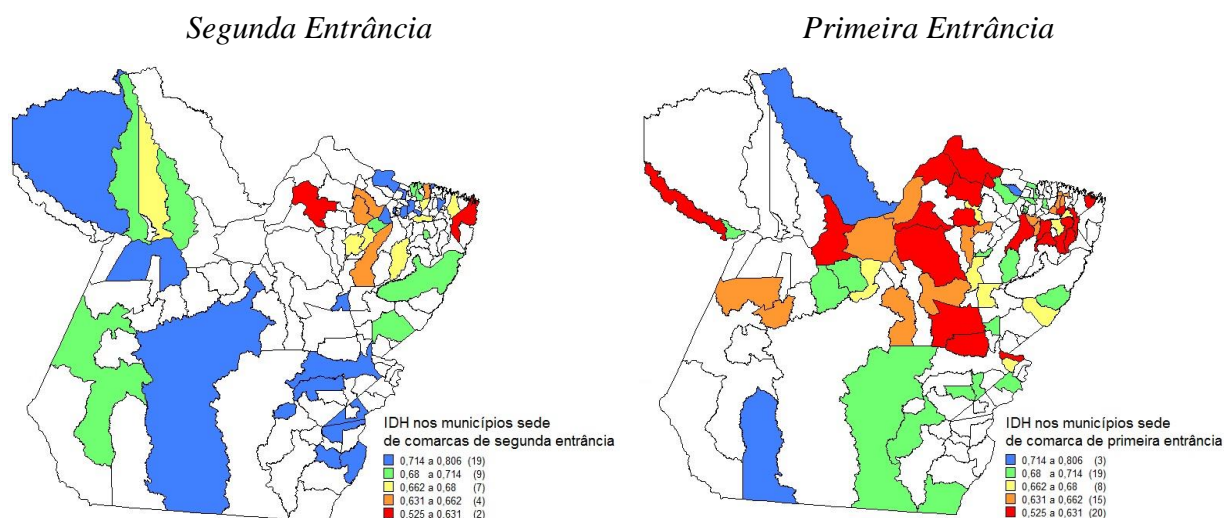 Segunda Entrância
Primeira Entrância
IDH nos municípios sede
de comarcas de segunda entrância
0,714 a 0,806 (19)
0,68 a 0,714 (9)
0,662 a 0,68 (7)
0,631 a 0,662 (4)
0,525 a 0,631 (2)
IDH nos municípios sede
de comarca de primeira entrância
0,714 a 0,806 (3)
0,68 a 0,714 (19)
0,662 a 0,68 (8)
0,631 a 0,662 (15)
0,525 a 0,631 (20)